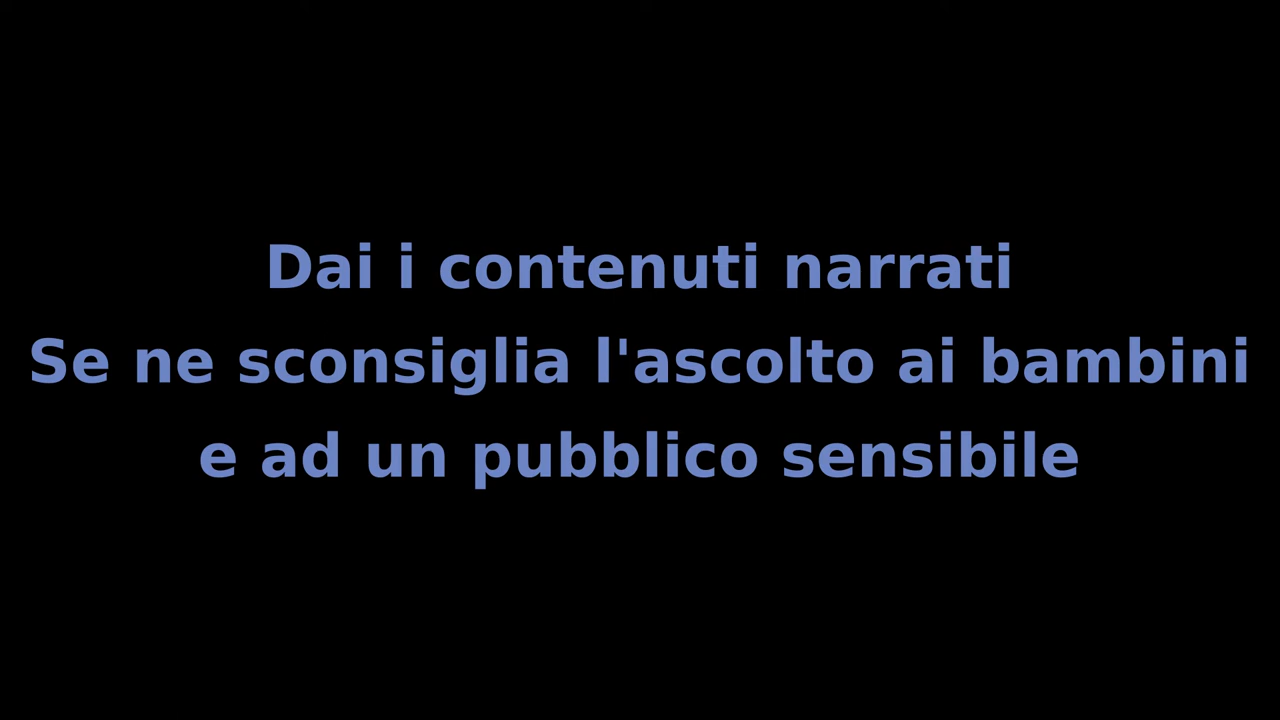 Dai i contenuti narrati
Se ne sconsiglia l'ascolto ai bambini
e ad un pubblico sensibile